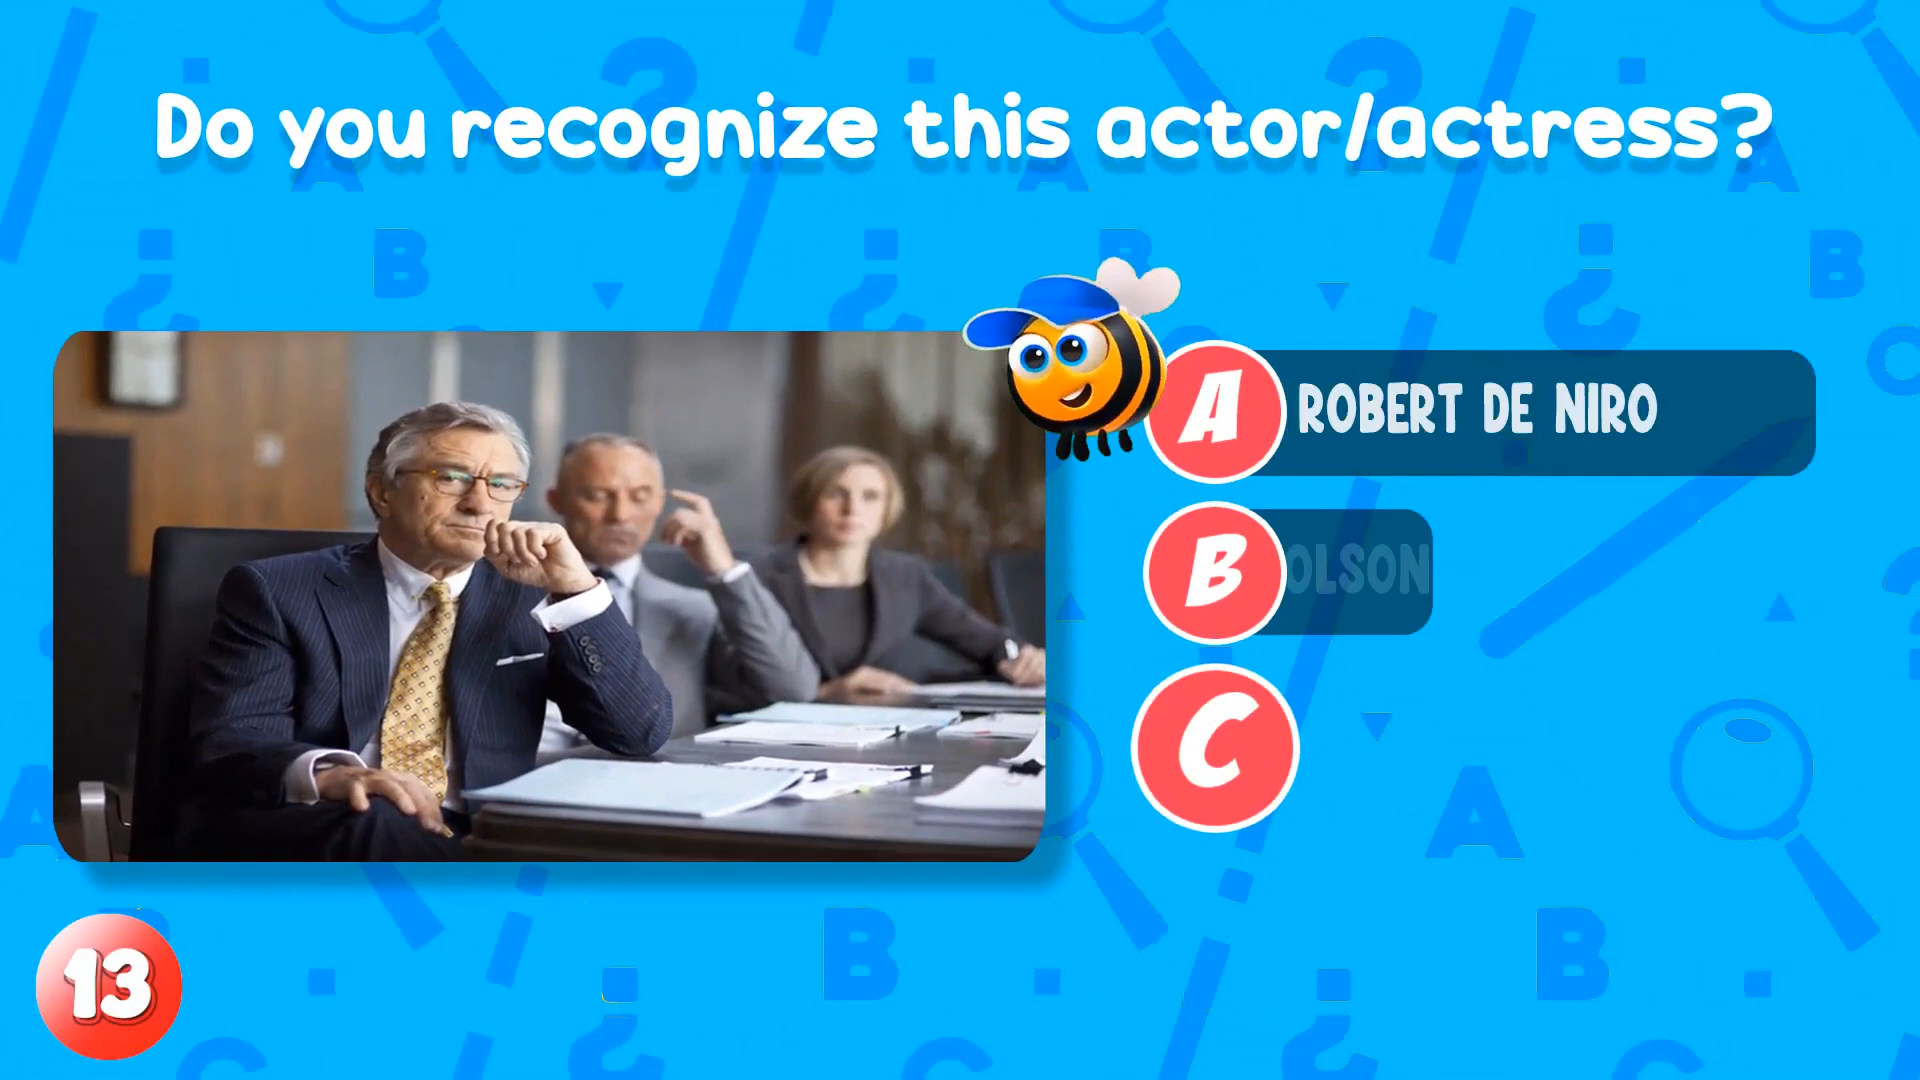 Do you recognize this actor/actress?
A ROBERT DE NIRO
B OLSON
C
13